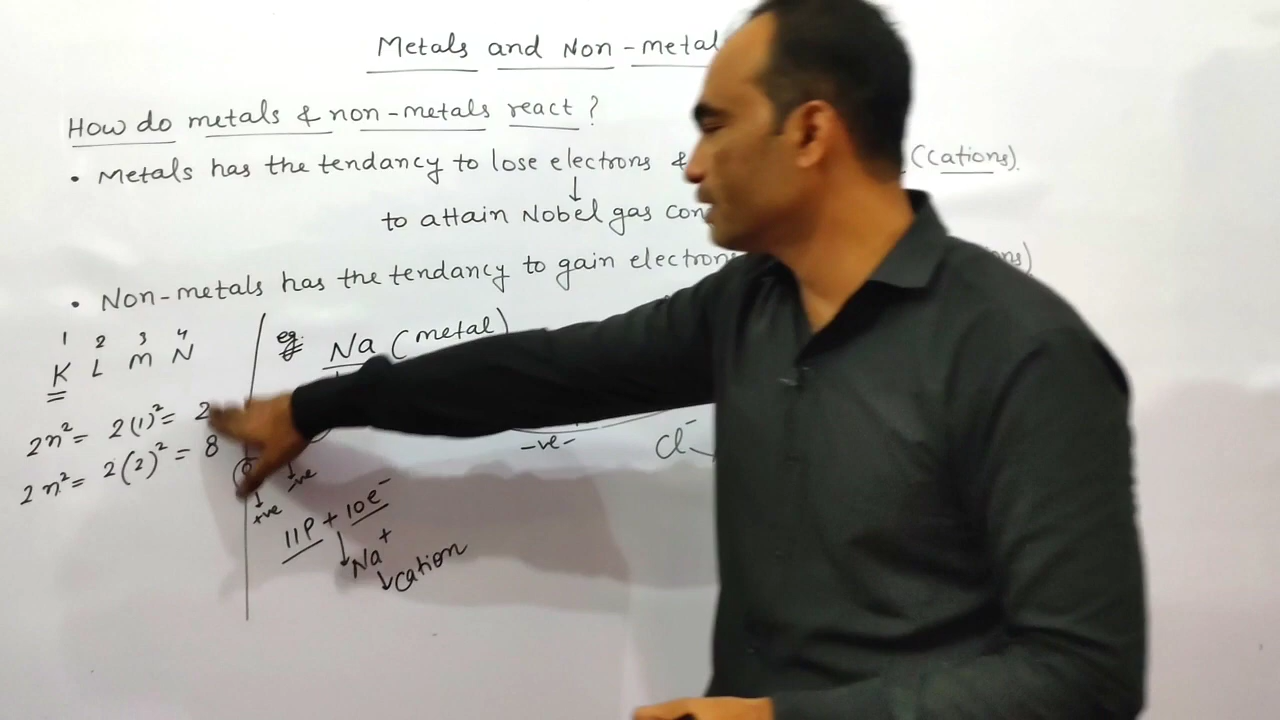 Metals and Non-metal
How do metals & non-metals react ?
• Metals has the tendancy to lose electrons & (cations).
↓
to attain Nobel gas con
• Non-metals has the tendancy to gain electron ons)
1 2 3 4
K L M N
2n² = 2(1)² = 2
2n² = 2(2)² = 8
eg:
Na (metal)
-ve-
Cl⁻
↓ +ve
↓ -ve
11P + 10e⁻
↓ Na⁺
↓ cation